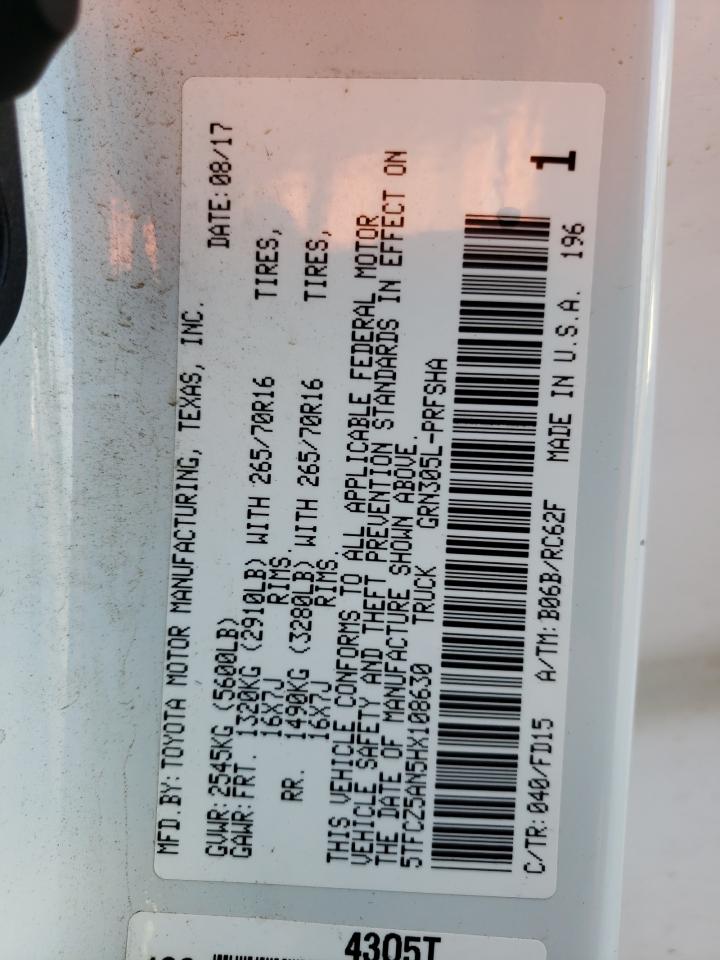 MFD.BY:TOYOTA MOTOR MANUFACTURING, TEXAS, INC. DATE:08/17
GVWR:2545KG (5600LB)
GAWR:FRT. 1320KG (2910LB) WITH 265/70R16 TIRES,
16X7J RIMS.
RR. 1490KG (3280LB) WITH 265/70R16 TIRES,
16X7J RIMS.
THIS VEHICLE CONFORMS TO ALL APPLICABLE FEDERAL MOTOR
VEHICLE SAFETY AND THEFT PREVENTION STANDARDS IN EFFECT ON
THE DATE OF MANUFACTURE SHOWN ABOVE.
5TFCZ5AN5HX108630 TRUCK GRN305L-PRFSHA
1
C/TR:040/FD15 A/TM:B06B/RC62F MADE IN U.S.A. 196
4305T